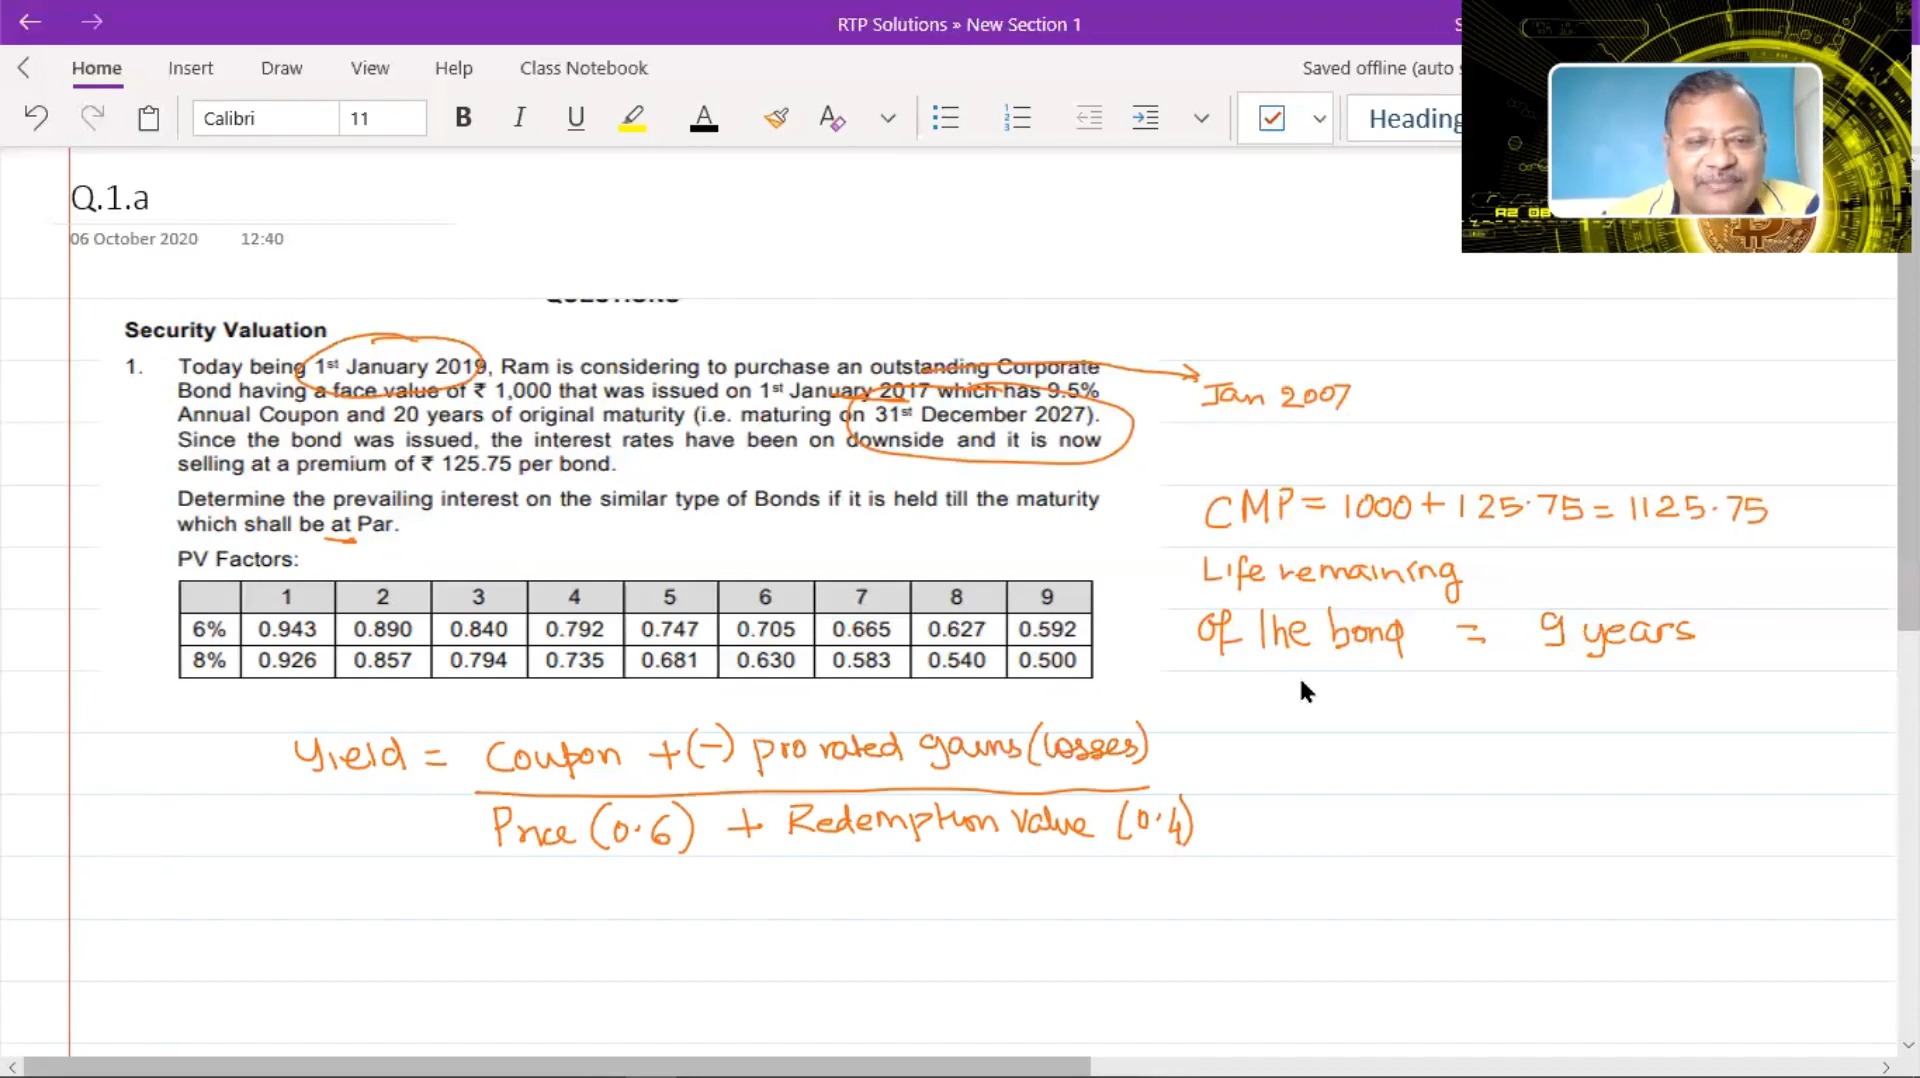 RTP Solutions » New Section 1
Home Insert Draw View Help Class Notebook Saved offline (auto
Calibri 11 B I U A A Heading
Q.1.a
06 October 2020 12:40
Security Valuation
1. Today being 1st January 2019, Ram is considering to purchase an outstanding Corporate
Bond having a face value of ₹ 1,000 that was issued on 1st January 2017 which has 9.5%
Annual Coupon and 20 years of original maturity (i.e. maturing on 31st December 2027).
Since the bond was issued, the interest rates have been on downside and it is now
selling at a premium of ₹ 125.75 per bond.
Jan 2007
Determine the prevailing interest on the similar type of Bonds if it is held till the maturity
which shall be at Par.
CMP = 1000 + 125.75 = 1125.75
Life remaining
of the bond = 9 years
PV Factors:
1 2 3 4 5 6 7 8 9
6% 0.943 0.890 0.840 0.792 0.747 0.705 0.665 0.627 0.592
8% 0.926 0.857 0.794 0.735 0.681 0.630 0.583 0.540 0.500
Yield = Coupon +(-) pro rated gains (losses)
Price (0.6) + Redemption value (0.4)